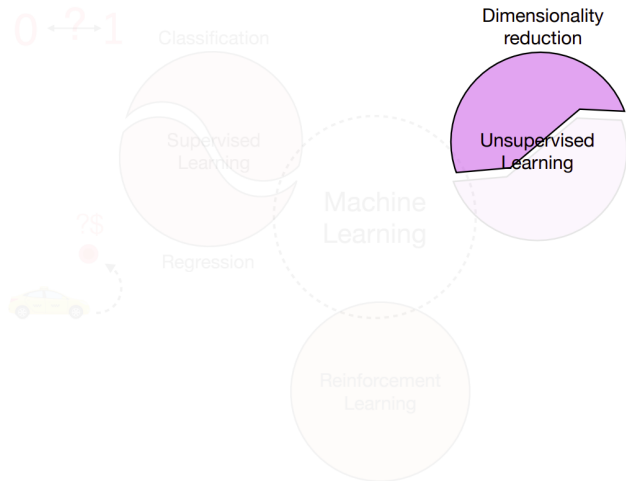 0 ? 1
Classification
Dimensionality
reduction
Supervised
Learning
Unsupervised
Learning
Machine
Learning
?$
Regression
Reinforcement
Learning